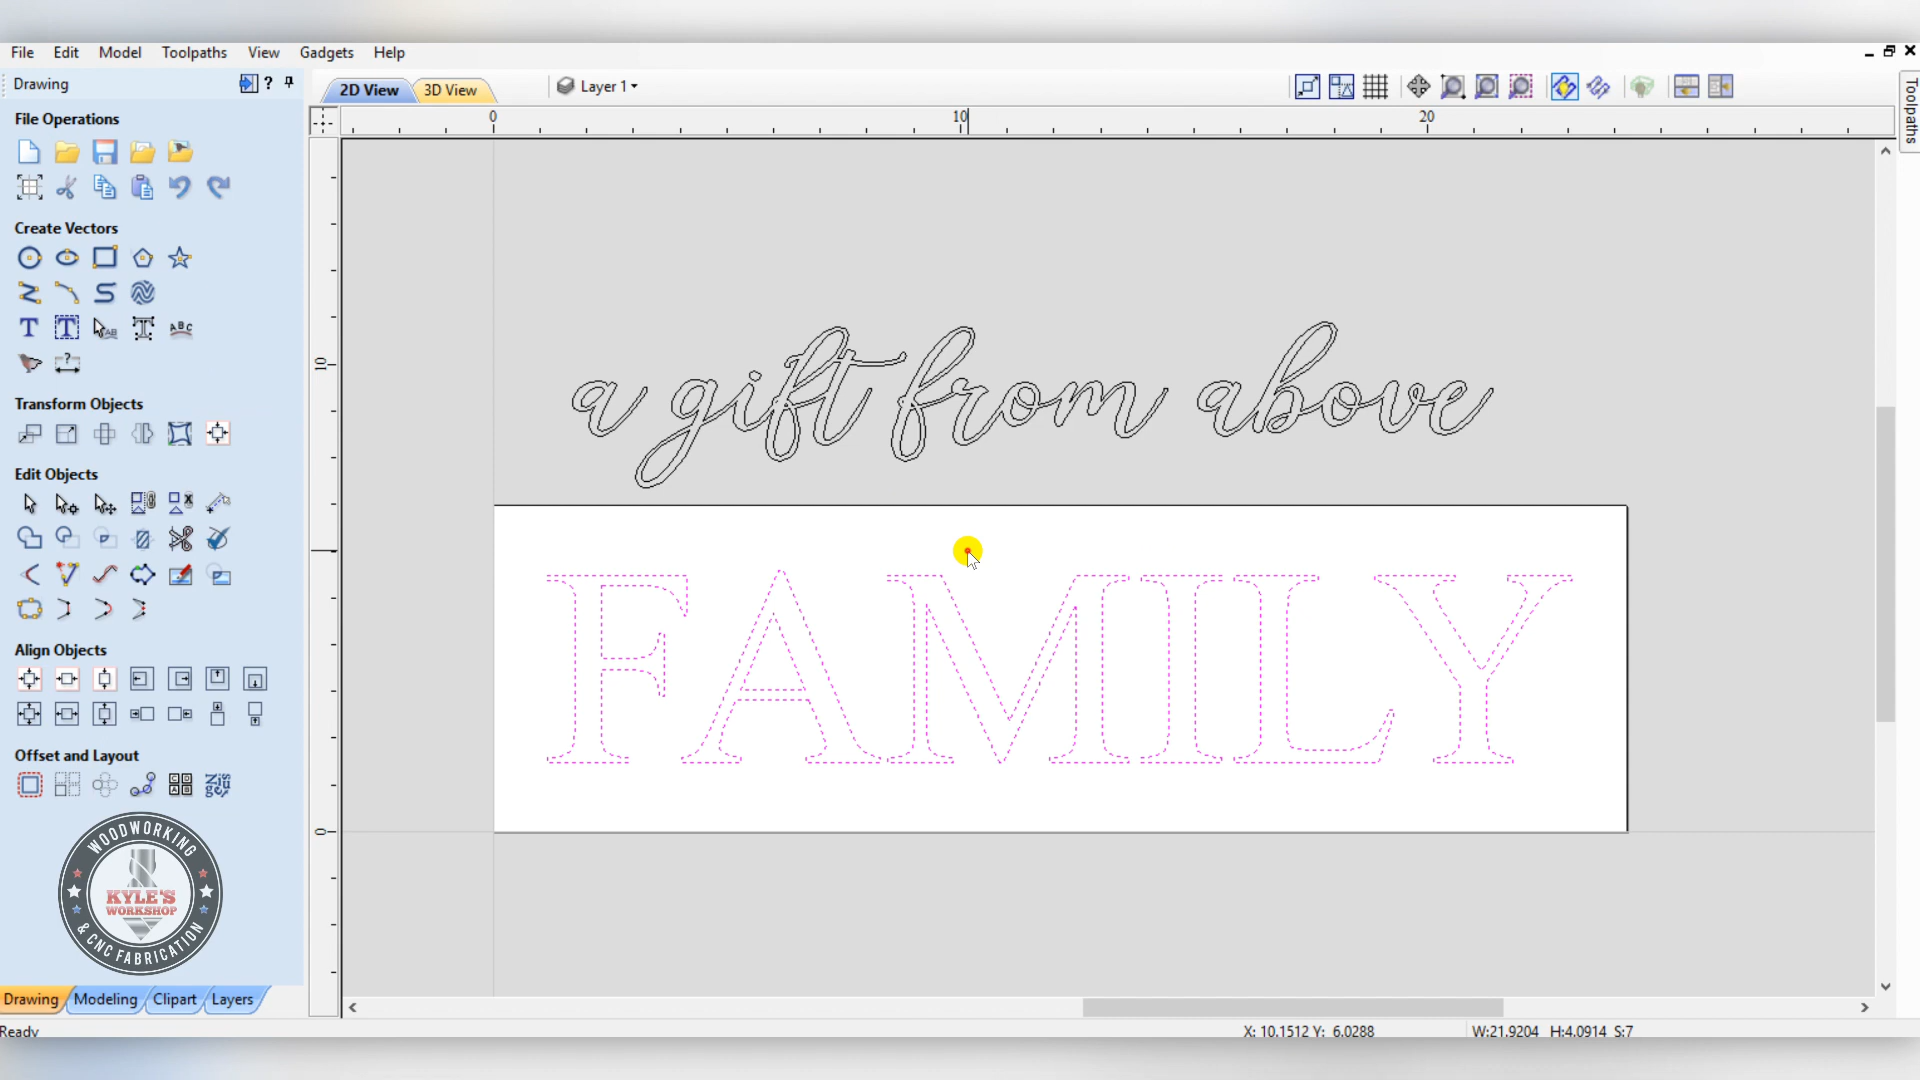 File Edit Model Toolpaths View Gadgets Help
Drawing ?
2D View 3D View Layer 1
Toolpaths
0 10 20
File Operations
Create Vectors
Transform Objects
Edit Objects
Align Objects
Offset and Layout
10
0
a gift from above
FAMILY
WOODWORKING
KYLE'S
WORKSHOP
& CNC FABRICATION
Drawing Modeling Clipart Layers
Ready X: 10.1512 Y: 6.0288 W:21.9204 H:4.0914 S:7